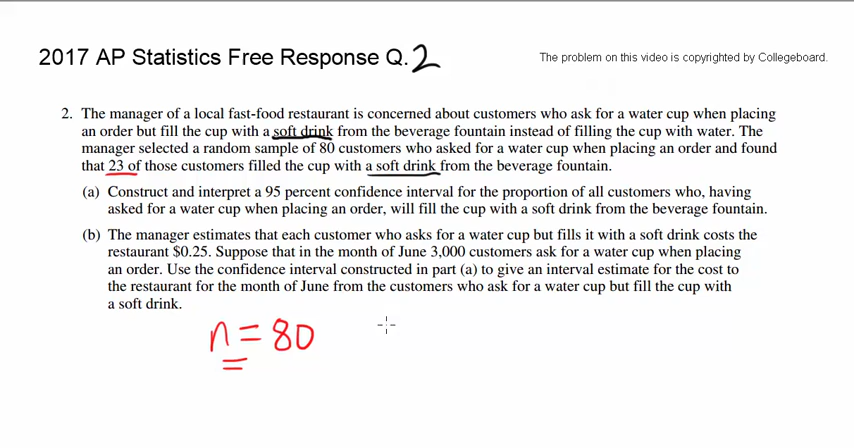 2017 AP Statistics Free Response Q.2
The problem on this video is copyrighted by Collegeboard.
2. The manager of a local fast-food restaurant is concerned about customers who ask for a water cup when placing
an order but fill the cup with a soft drink from the beverage fountain instead of filling the cup with water. The
manager selected a random sample of 80 customers who asked for a water cup when placing an order and found
that 23 of those customers filled the cup with a soft drink from the beverage fountain.
(a) Construct and interpret a 95 percent confidence interval for the proportion of all customers who, having
asked for a water cup when placing an order, will fill the cup with a soft drink from the beverage fountain.
(b) The manager estimates that each customer who asks for a water cup but fills it with a soft drink costs the
restaurant $0.25. Suppose that in the month of June 3,000 customers ask for a water cup when placing
an order. Use the confidence interval constructed in part (a) to give an interval estimate for the cost to
the restaurant for the month of June from the customers who ask for a water cup but fill the cup with
a soft drink.
n = 80